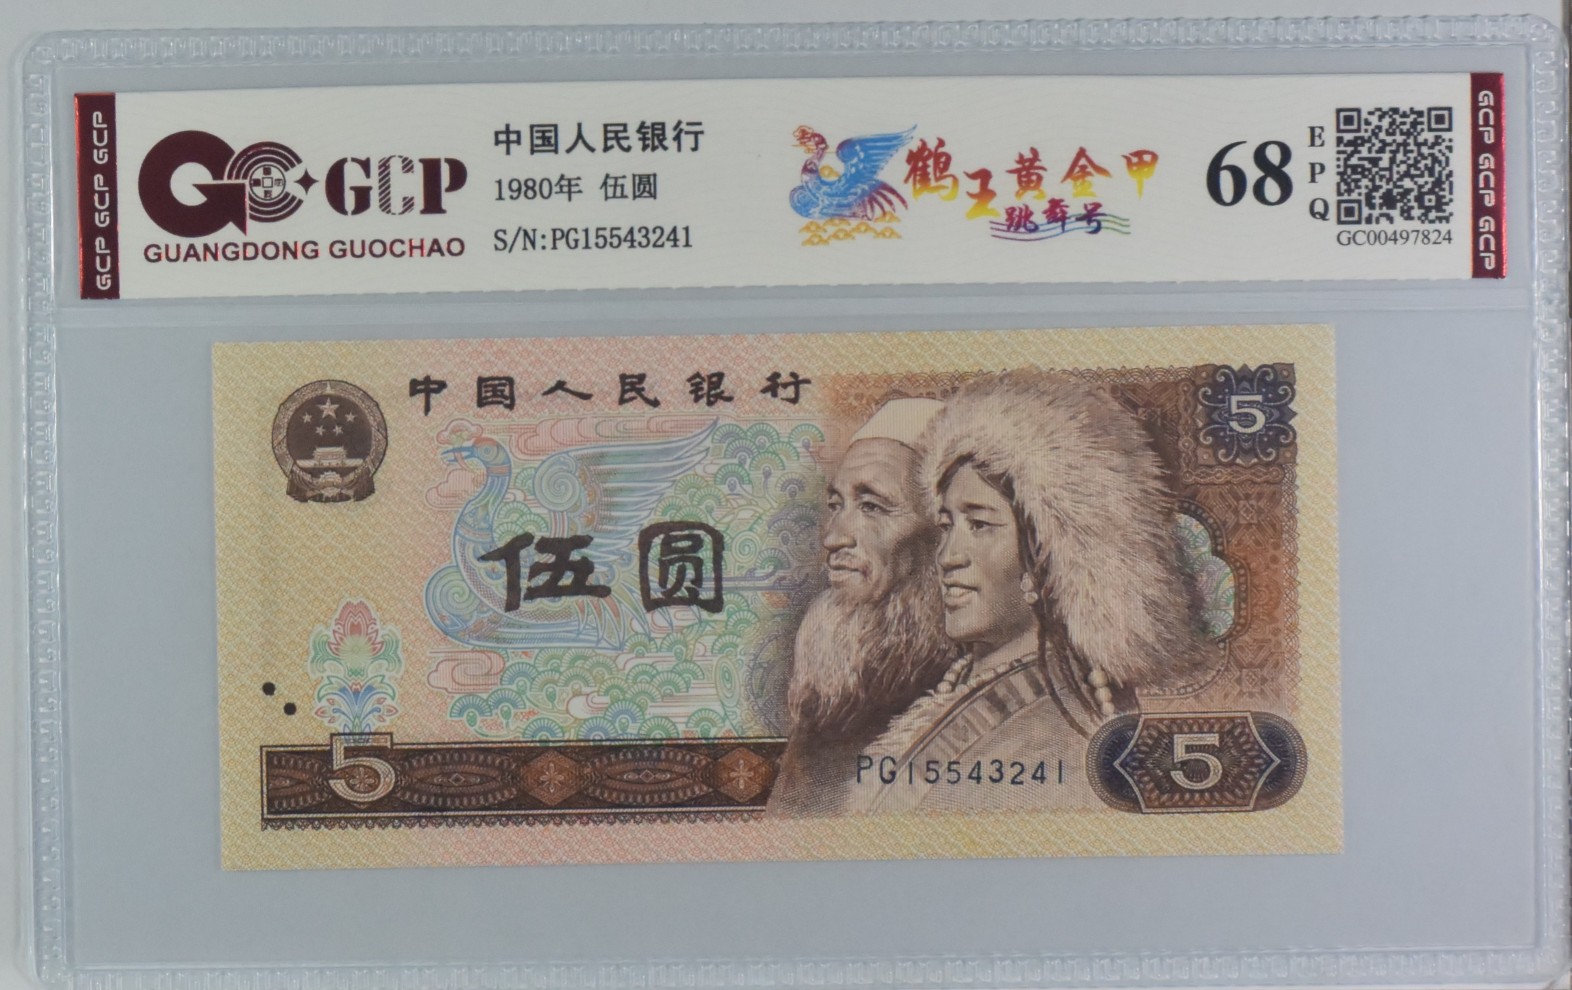 GCP GCP GCP
GCP
GUANGDONG GUOCHAO
中国人民银行
1980年 伍圆
S/N:PG15543241
鹤王黄金甲
跳舞号
68
EPQ
GC00497824
GCP GCP GCP
中国人民银行
5
伍圆
PG15543241
5
5